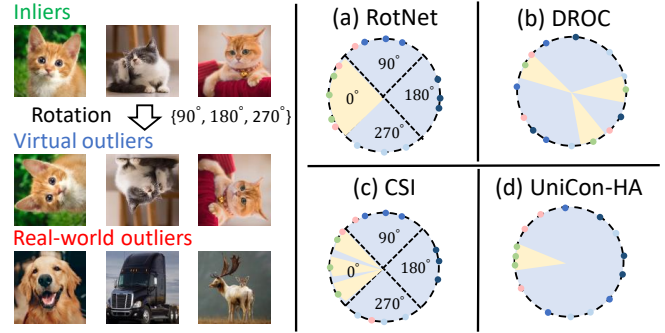 Inliers
Rotation {90°, 180°, 270°}
Virtual outliers
Real-world outliers
(a) RotNet
90°
0°
180°
270°
(b) DROC
(c) CSI
90°
0°
180°
270°
(d) UniCon-HA